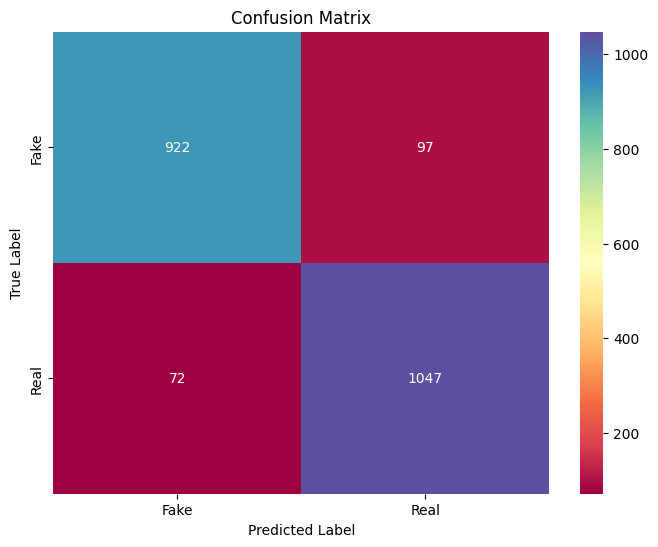 Confusion Matrix
True Label
Fake
922
97
Real
72
1047
Fake
Real
Predicted Label
1000
800
600
400
200